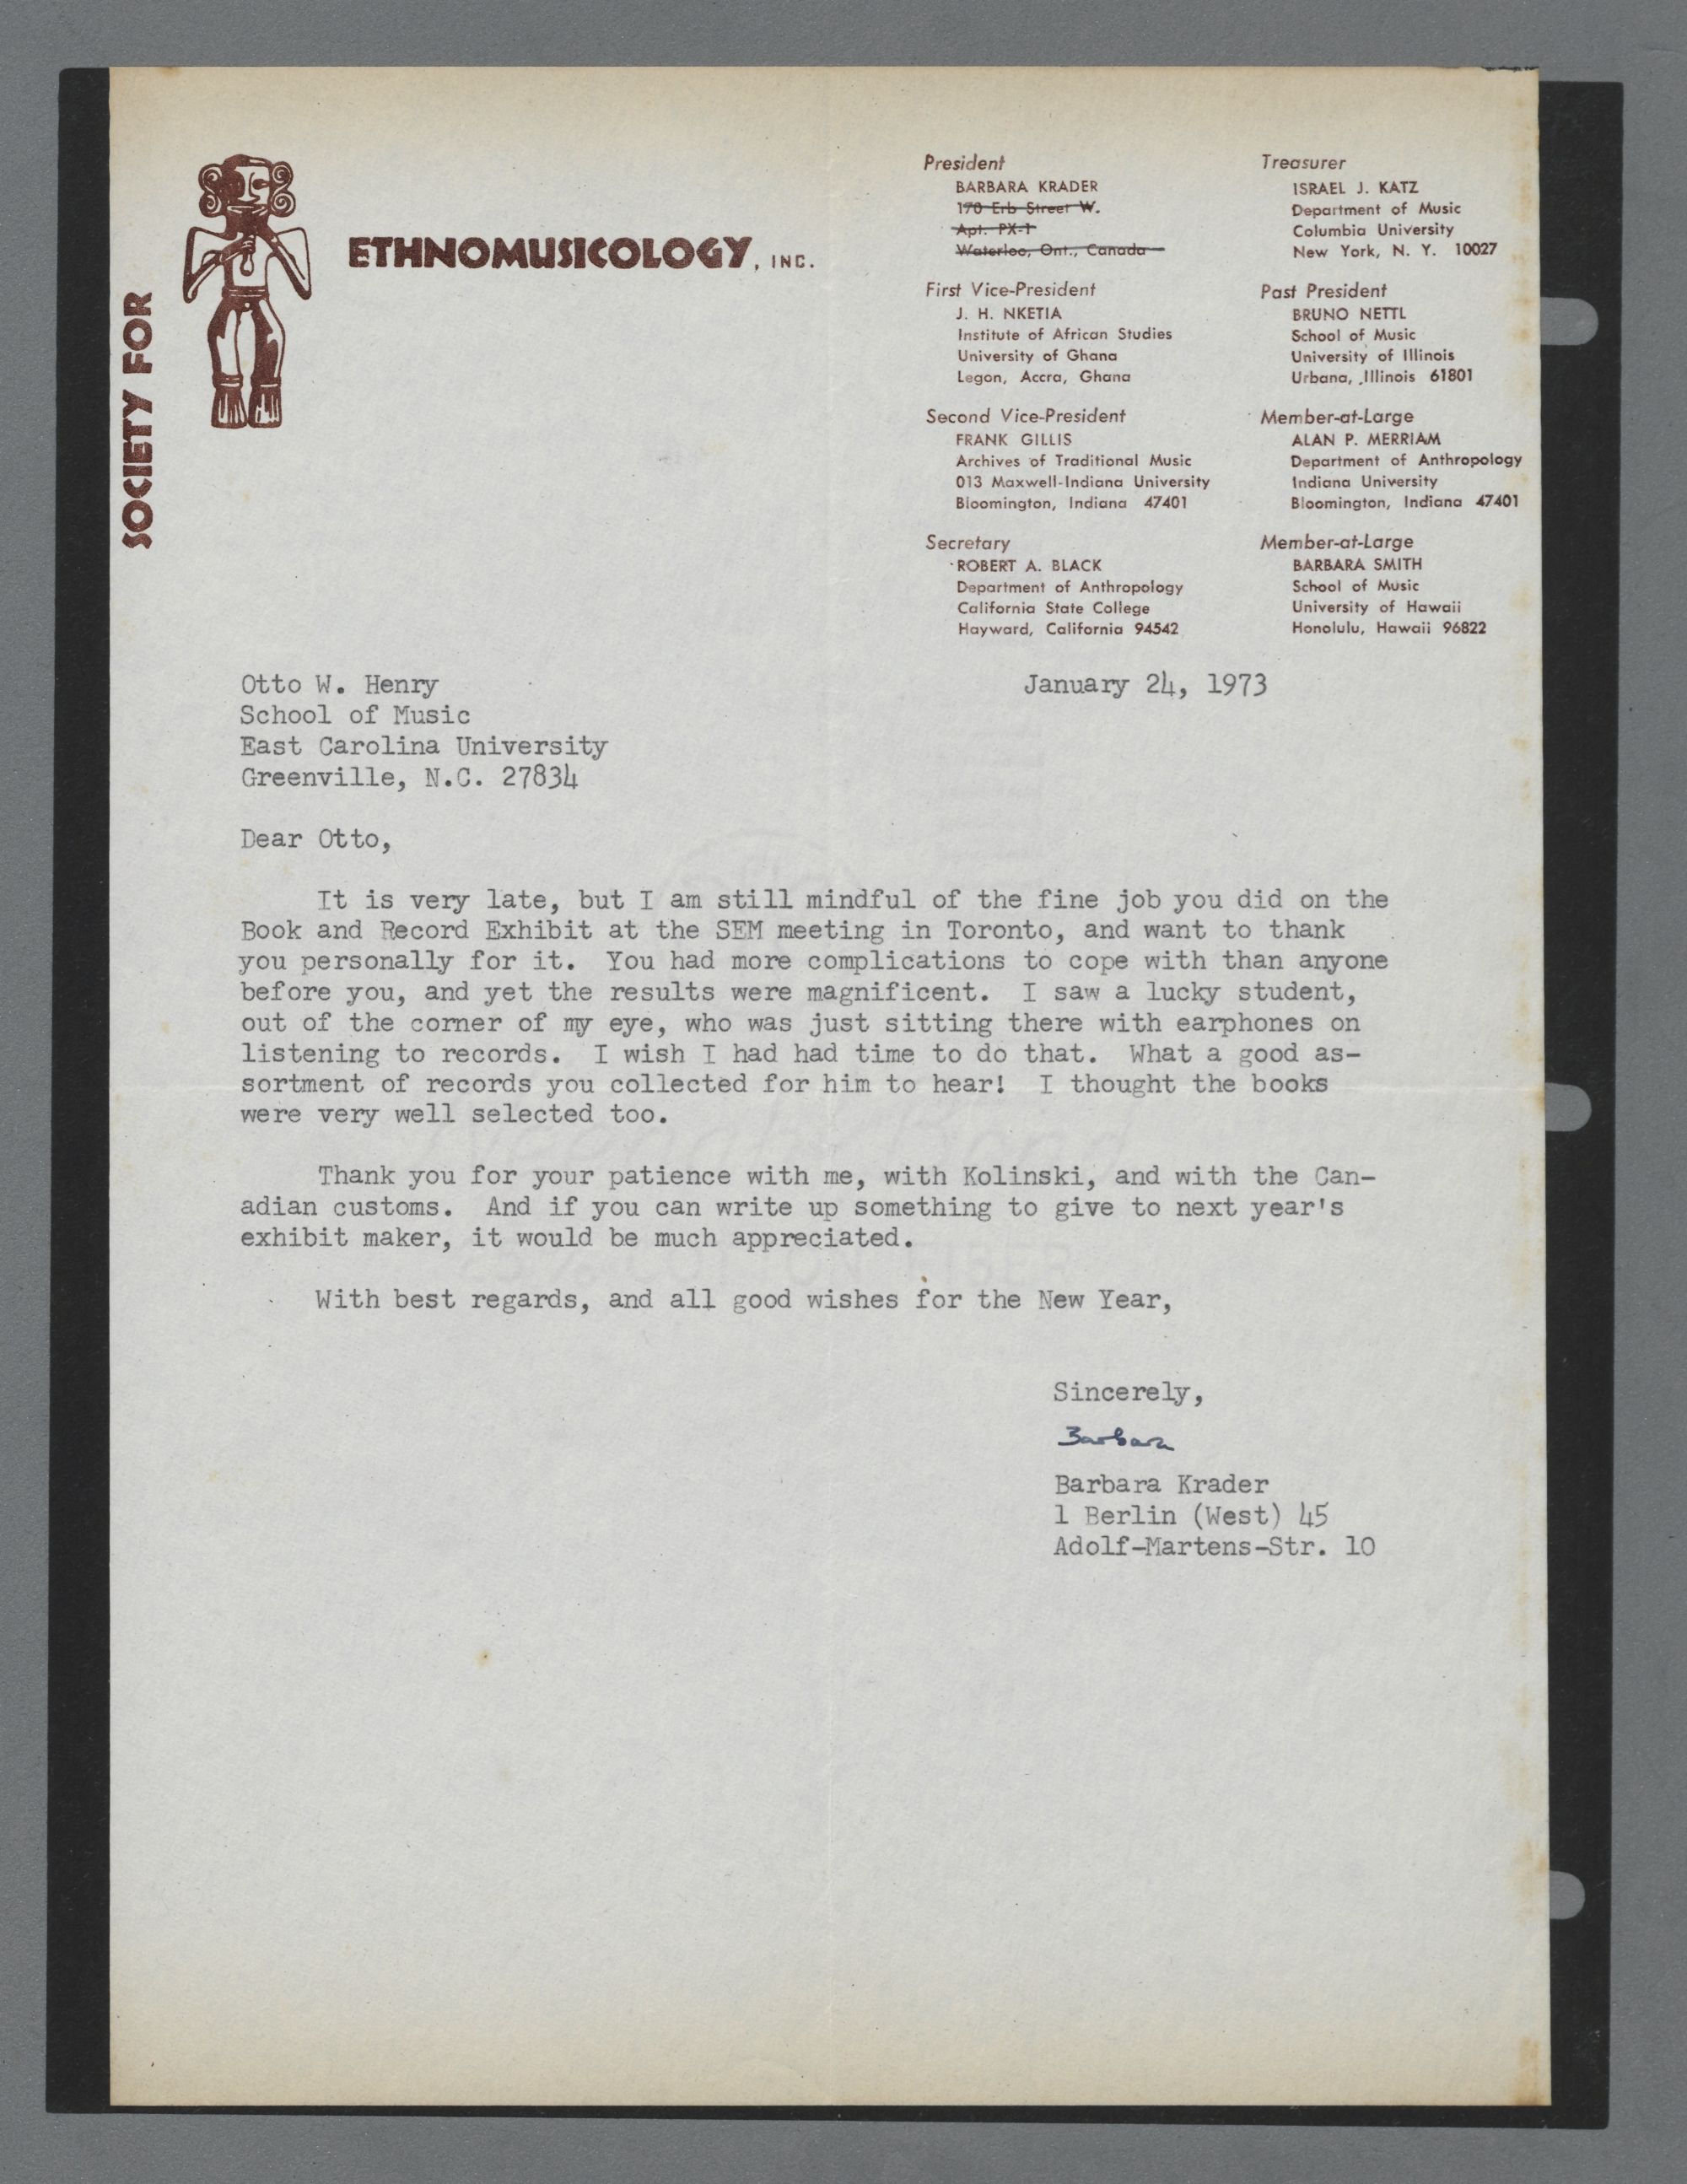 SOCIETY FOR
ETHNOMUSICOLOGY, INC.
President
BARBARA KRADER
170 Erb Street W.
Apt. PX-1
Waterloo, Ont., Canada
First Vice-President
J. H. NKETIA
Institute of African Studies
University of Ghana
Legon, Accra, Ghana
Second Vice-President
FRANK GILLIS
Archives of Traditional Music
013 Maxwell-Indiana University
Bloomington, Indiana 47401
Secretary
ROBERT A. BLACK
Department of Anthropology
California State College
Hayward, California 94542
Treasurer
ISRAEL J. KATZ
Department of Music
Columbia University
New York, N. Y. 10027
Past President
BRUNO NETTL
School of Music
University of Illinois
Urbana, Illinois 61801
Member-at-Large
ALAN P. MERRIAM
Department of Anthropology
Indiana University
Bloomington, Indiana 47401
Member-at-Large
BARBARA SMITH
School of Music
University of Hawaii
Honolulu, Hawaii 96822
January 24, 1973
Otto W. Henry
School of Music
East Carolina University
Greenville, N.C. 27834
Dear Otto,
It is very late, but I am still mindful of the fine job you did on the
Book and Record Exhibit at the SEM meeting in Toronto, and want to thank
you personally for it. You had more complications to cope with than anyone
before you, and yet the results were magnificent. I saw a lucky student,
out of the corner of my eye, who was just sitting there with earphones on
listening to records. I wish I had had time to do that. What a good as-
sortment of records you collected for him to hear! I thought the books
were very well selected too.
Thank you for your patience with me, with Kolinski, and with the Can-
adian customs. And if you can write up something to give to next year's
exhibit maker, it would be much appreciated.
With best regards, and all good wishes for the New Year,
Sincerely,
Barbara
Barbara Krader
1 Berlin (West) 45
Adolf-Martens-Str. 10